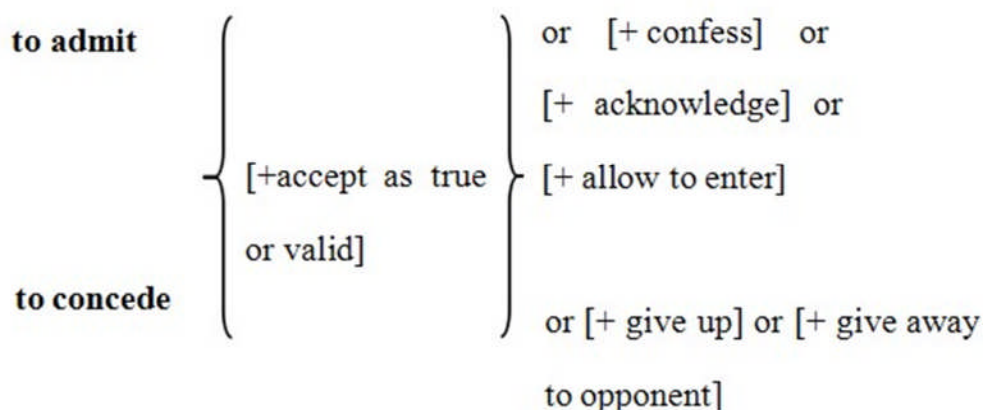 to admit
or [+ confess] or
[+ acknowledge] or
[+accept as true
[+ allow to enter]
or valid]
to concede
or [+ give up] or [+ give away
to opponent]